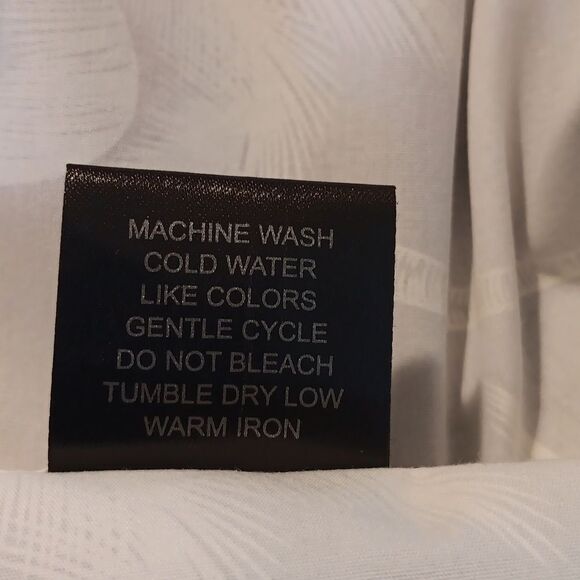 MACHINE WASH
COLD WATER
LIKE COLORS
GENTLE CYCLE
DO NOT BLEACH
TUMBLE DRY LOW
WARM IRON